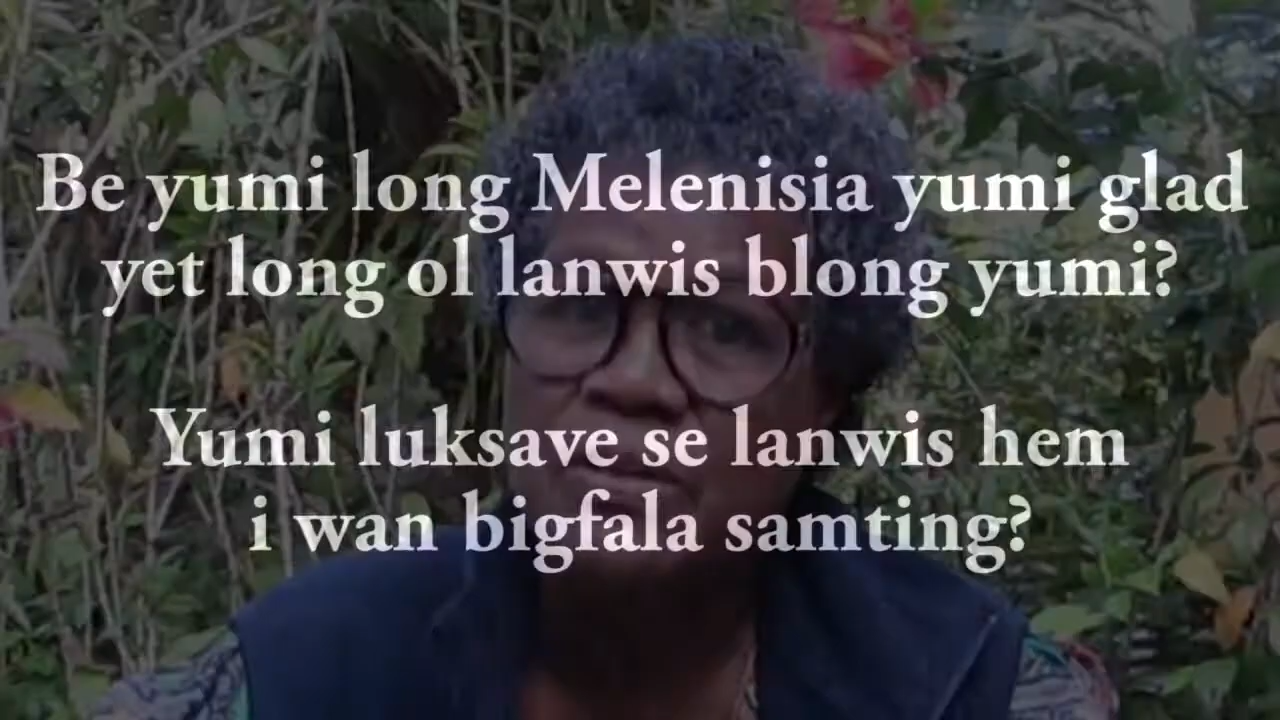 Be yumi long Melenisia yumi glad
yet long ol lanwis blong yumi?
Yumi luksave se lanwis hem
i wan bigfala samting?